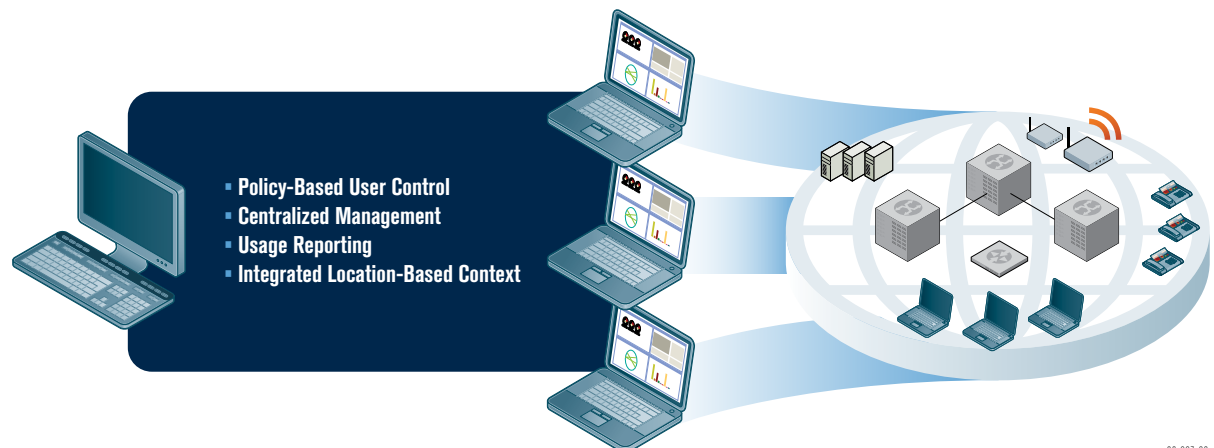 ▪ Policy-Based User Control
▪ Centralized Management
▪ Usage Reporting
▪ Integrated Location-Based Context